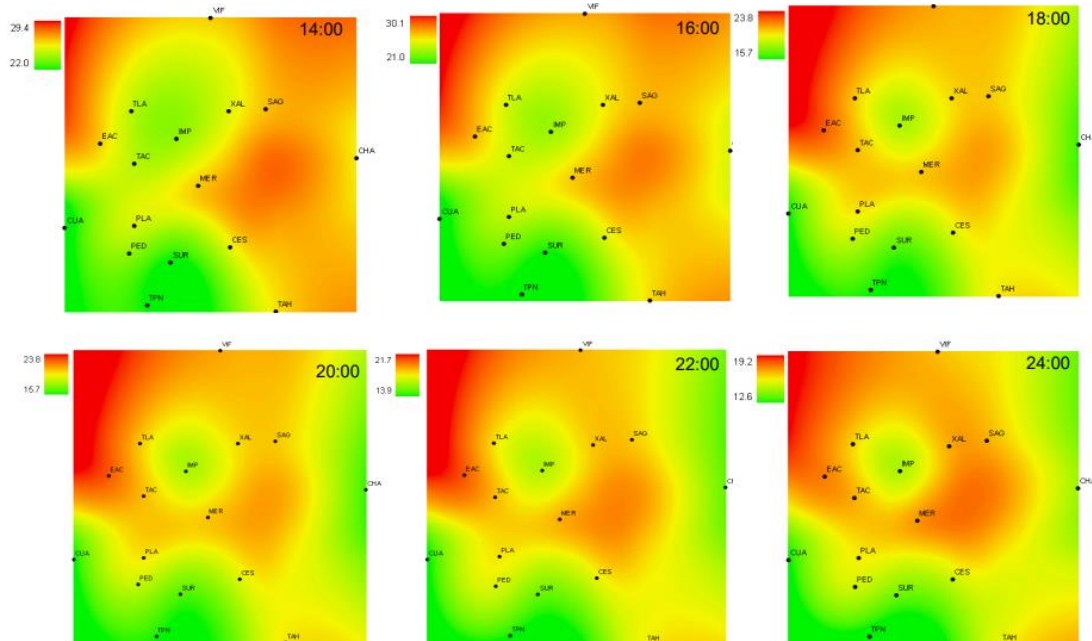 VIF
29.4
14:00
22.0
TLA
XAL
SAG
EAC
IMP
TAC
CHA
MER
CUA
PLA
PED
CES
SUR
TPN
TAH
VIF
30.1
16:00
21.0
TLA
XAL
SAG
EAC
IMP
TAC
MER
CUA
PLA
PED
CES
SUR
TPN
TAH
23.8
18:00
15.7
TLA
XAL
SAG
EAC
IMP
TAC
CHA
MER
CUA
PLA
PED
CES
SUR
TPN
TAH
VIF
23.8
20:00
15.7
TLA
XAL
SAG
EAC
IMP
TAC
CHA
MER
CUA
PLA
PED
CES
SUR
TPN
TAH
VIF
21.7
22:00
13.9
TLA
XAL
SAG
EAC
IMP
TAC
MER
CUA
PLA
PED
CES
SUR
TPN
TAH
VIF
19.2
24:00
12.6
TLA
XAL
SAG
EAC
IMP
TAC
CHA
MER
CUA
PLA
PED
CES
SUR
TPN
TAH